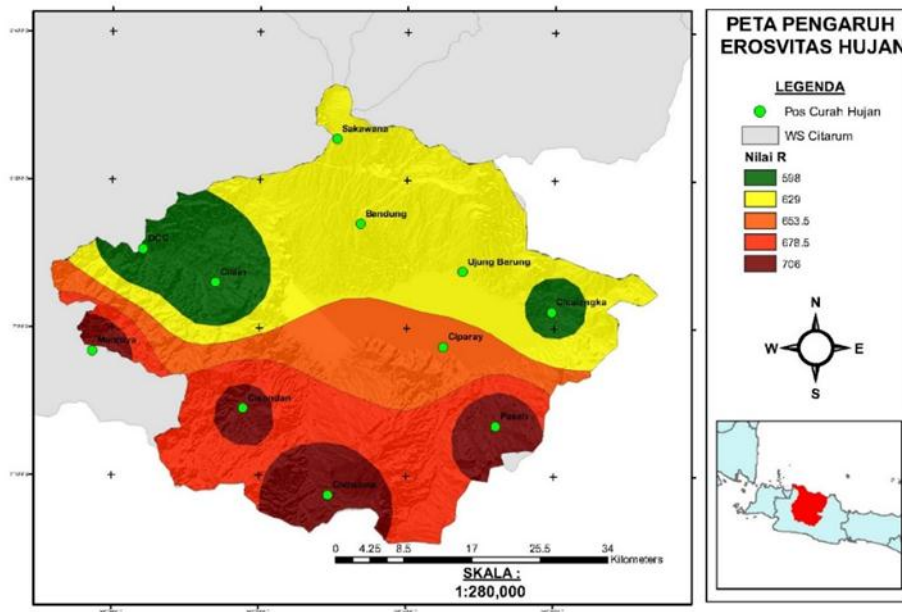 PETA PENGARUH
EROSVITAS HUJAN
LEGENDA
Pos Curah Hujan
WS Citarum
Nilai R
598
629
653.5
678.5
706
N
W E
S
Sakawana
Bandung
Ujung Berung
Cililin
Cicalengka
Ciparay
Cisondari
Paseh
0 4.25 8.5 17 25.5 34
Kilometers
SKALA :
1:280,000